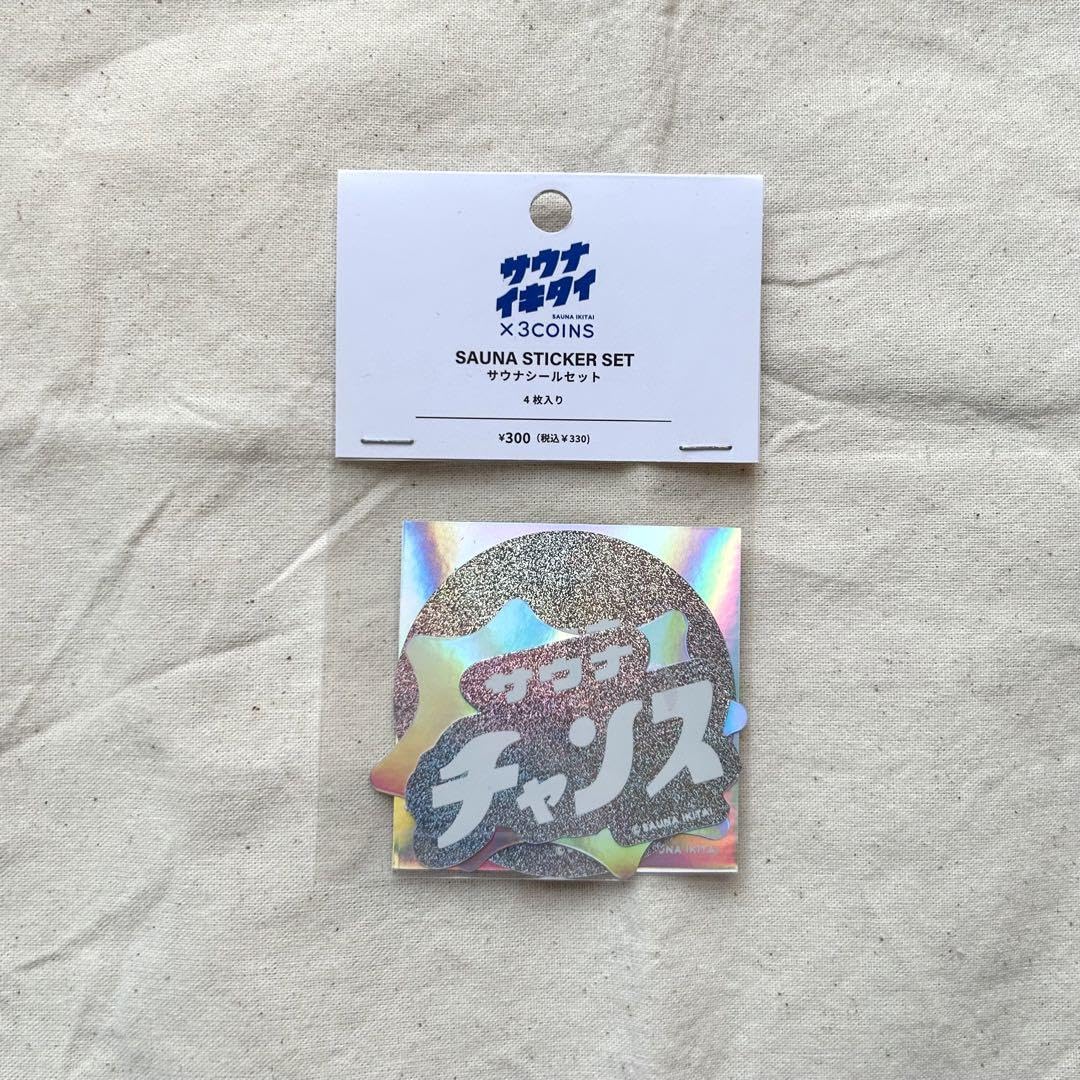 サウナ
イキタイ
SAUNA IKITAI
×3COINS
SAUNA STICKER SET
サウナシールセット
4枚入り
¥300（税込¥330)
サウナ
チャンス
© SAUNA IKITAI
UNA IKITAI